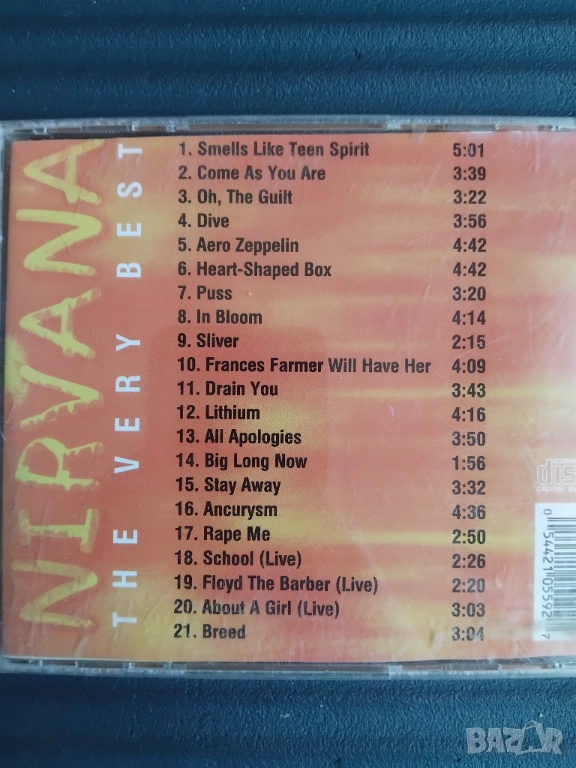 NIRVANA
THE VERY BEST
1. Smells Like Teen Spirit 5:01
2. Come As You Are 3:39
3. Oh, The Guilt 3:22
4. Dive 3:56
5. Aero Zeppelin 4:42
6. Heart-Shaped Box 4:42
7. Puss 3:20
8. In Bloom 4:14
9. Sliver 2:15
10. Frances Farmer Will Have Her 4:09
11. Drain You 3:43
12. Lithium 4:16
13. All Apologies 3:50
14. Big Long Now 1:56
15. Stay Away 3:32
16. Ancurysm 4:36
17. Rape Me 2:50
18. School (Live) 2:26
19. Floyd The Barber (Live) 2:20
20. About A Girl (Live) 3:03
21. Breed 3:04
0 54421 05592 7
BAZAR